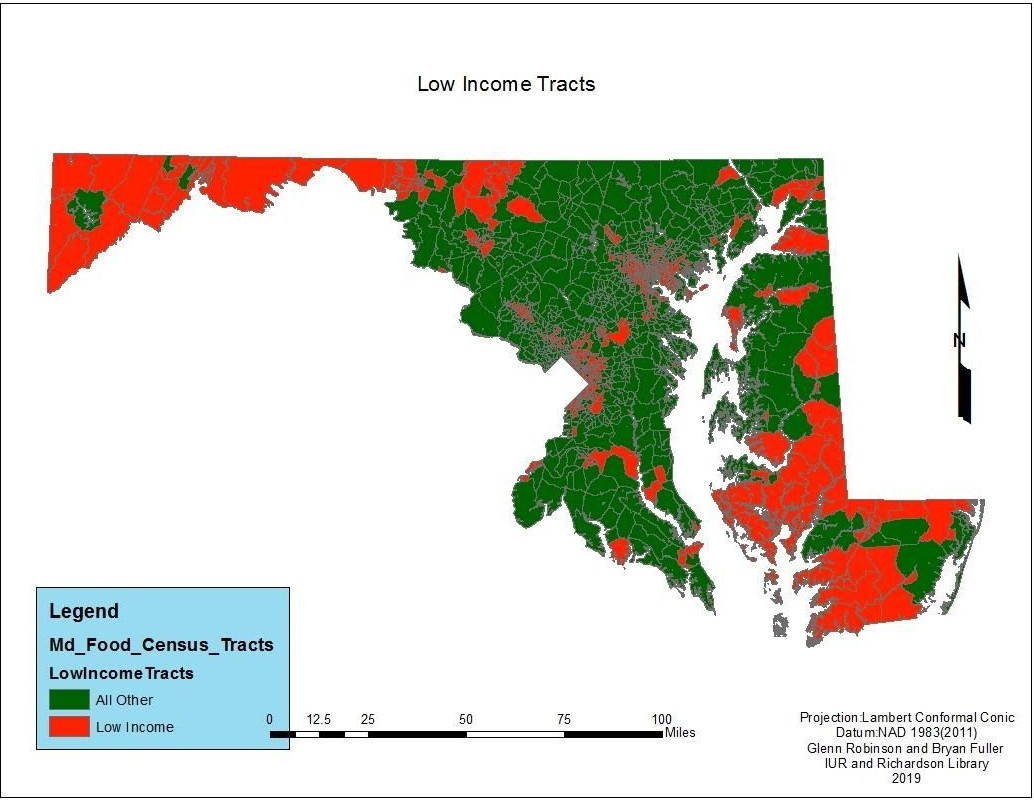 Low Income Tracts
N
Legend
Md_Food_Census_Tracts
LowIncomeTracts
All Other
Low Income
0 12.5 25 50 75 100
Miles
Projection:Lambert Conformal Conic
Datum:NAD 1983(2011)
Glenn Robinson and Bryan Fuller
IUR and Richardson Library
2019